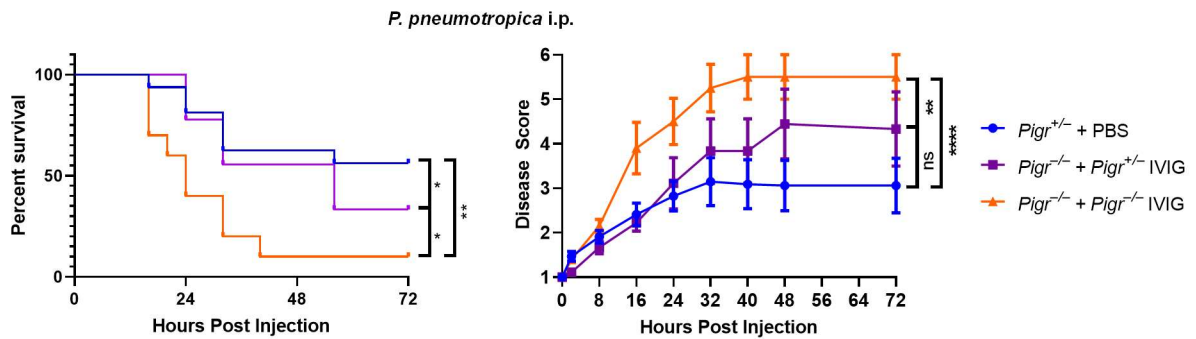 P. pneumotropica i.p.
Percent survival
100
50
0
0 24 48 72
Hours Post Injection
*
*
**
Disease Score
6
5
4
3
2
1
0 8 16 24 32 40 48 56 64 72
Hours Post Injection
**
ns
****
Pigr+/− + PBS
Pigr−/− + Pigr+/− IVIG
Pigr−/− + Pigr−/− IVIG